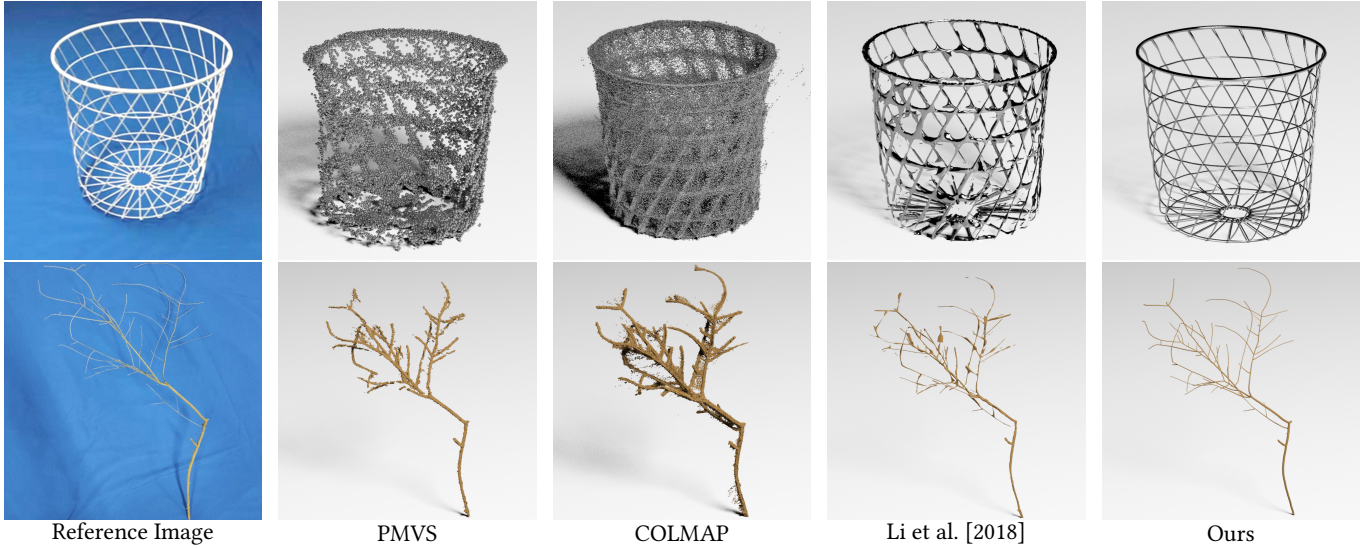 Reference Image
PMVS
COLMAP
Li et al. [2018]
Ours